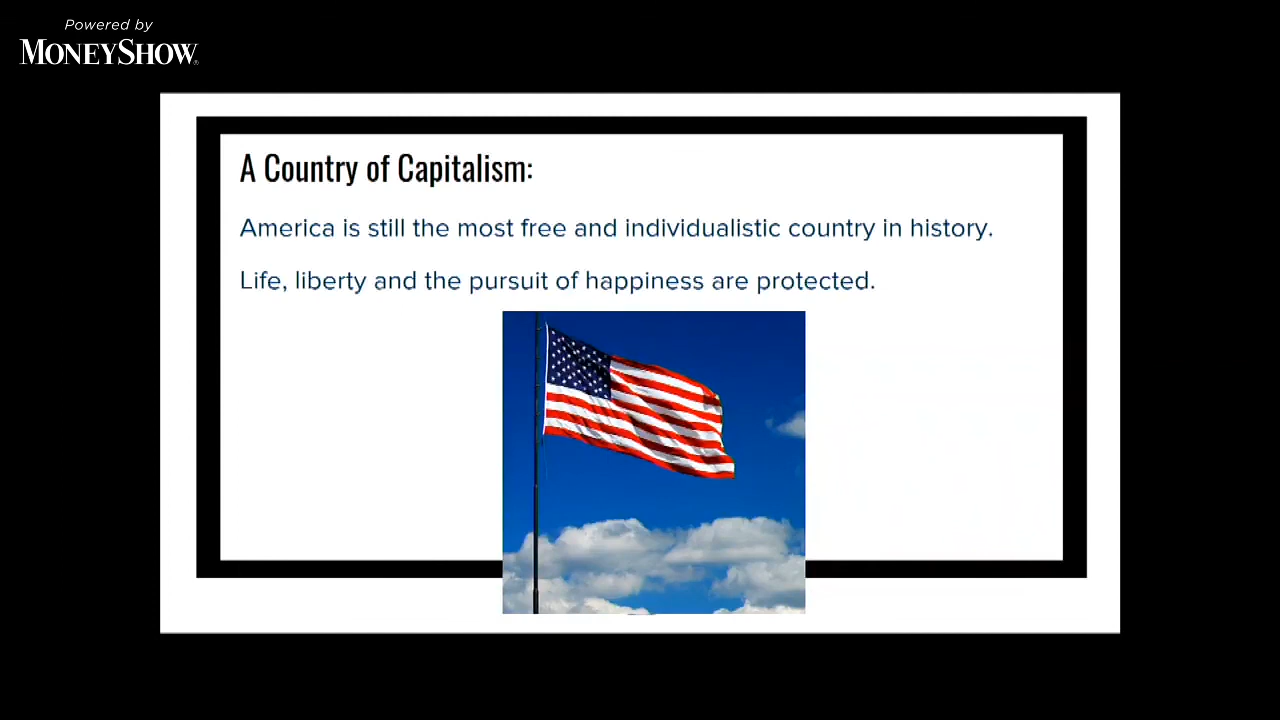 Powered by
MONEYSHOW®
A Country of Capitalism:
America is still the most free and individualistic country in history.
Life, liberty and the pursuit of happiness are protected.